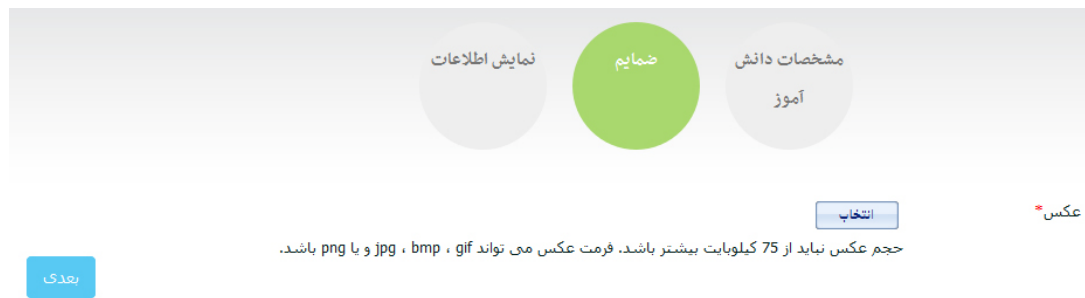 مشخصات دانش
آموز
ضمایم
نمایش اطلاعات
عکس*
انتخاب
حجم عکس نباید از 75 کیلوبایت بیشتر باشد. فرمت عکس می تواند jpg ، bmp ، gif و یا png باشد.
بعدی